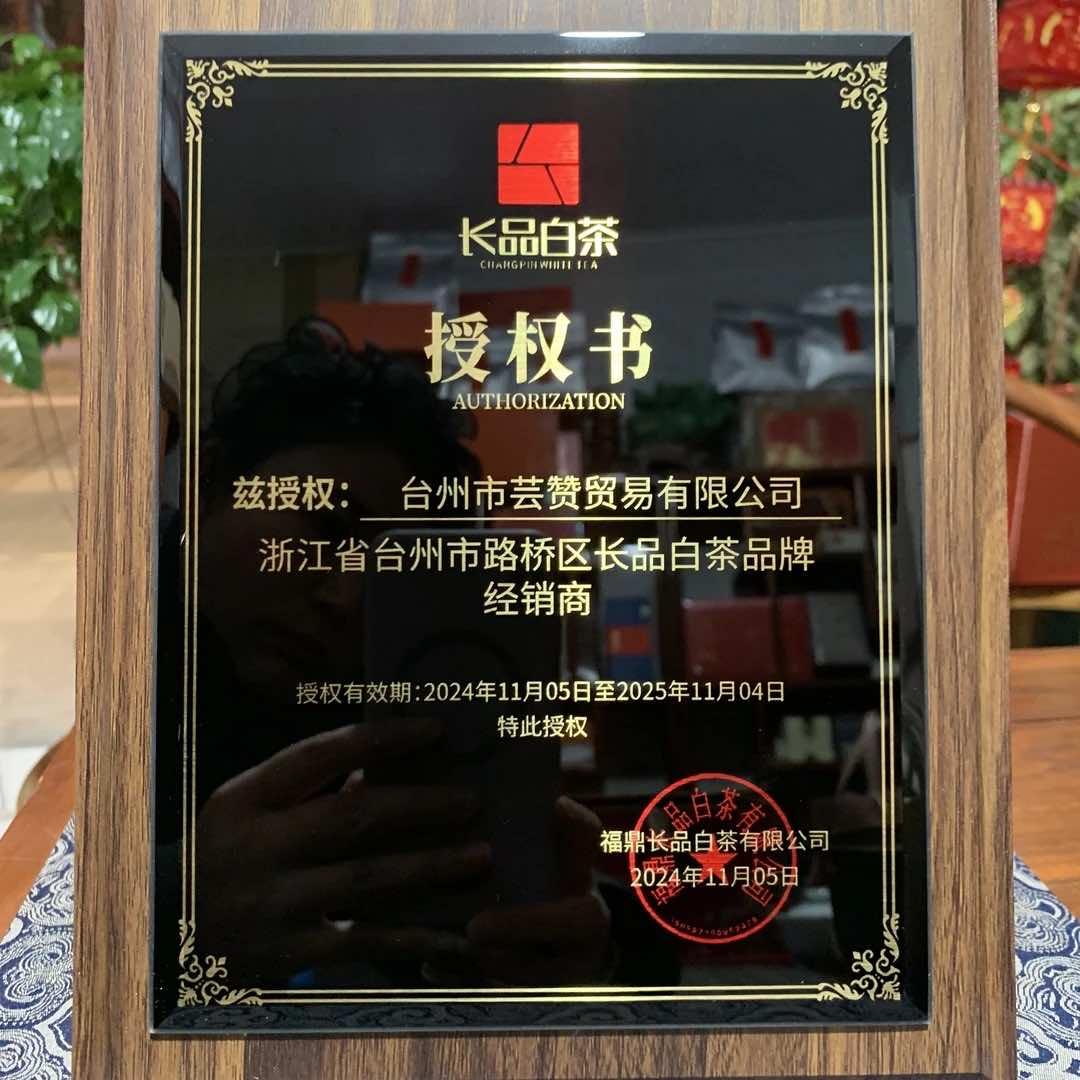 长品白茶
CHANGPIN WHITE TEA
授权书
AUTHORIZATION
兹授权： 台州市芸赞贸易有限公司
浙江省台州市路桥区长品白茶品牌
经销商
授权有效期：2024年11月05日至2025年11月04日
特此授权
福鼎长品白茶有限公司
2024年11月05日